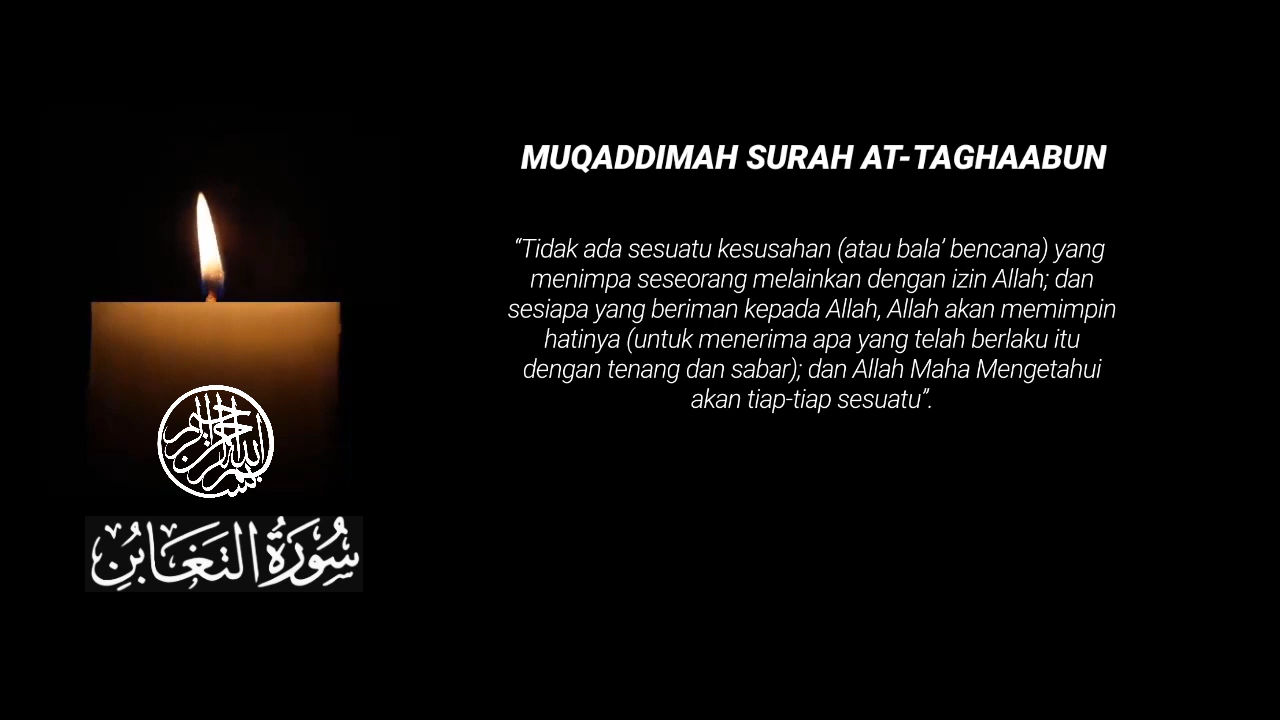 MUQADDIMAH SURAH AT-TAGHAABUN
“Tidak ada sesuatu kesusahan (atau bala’ bencana) yang
menimpa seseorang melainkan dengan izin Allah; dan
sesiapa yang beriman kepada Allah, Allah akan memimpin
hatinya (untuk menerima apa yang telah berlaku itu
dengan tenang dan sabar); dan Allah Maha Mengetahui
akan tiap-tiap sesuatu”.
بسم الله الرحمن الرحيم
سُورَةُ التَّغَابُنِ